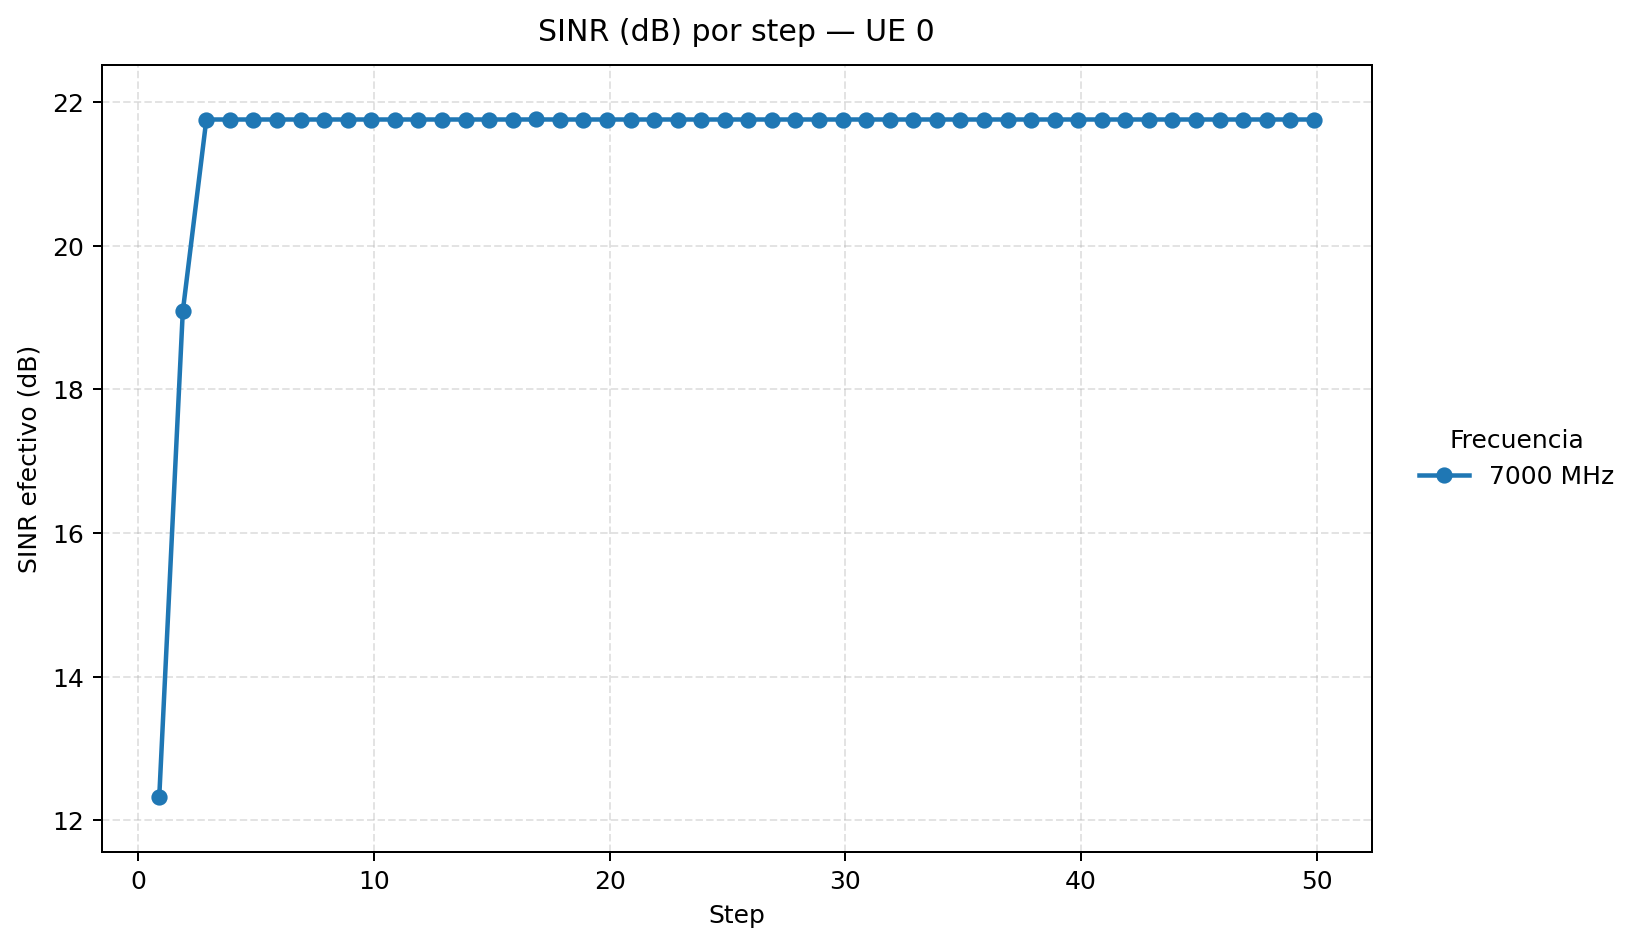 SINR (dB) por step — UE 0
22
20
18
16
14
12
SINR efectivo (dB)
0 10 20 30 40 50
Step
Frecuencia
7000 MHz